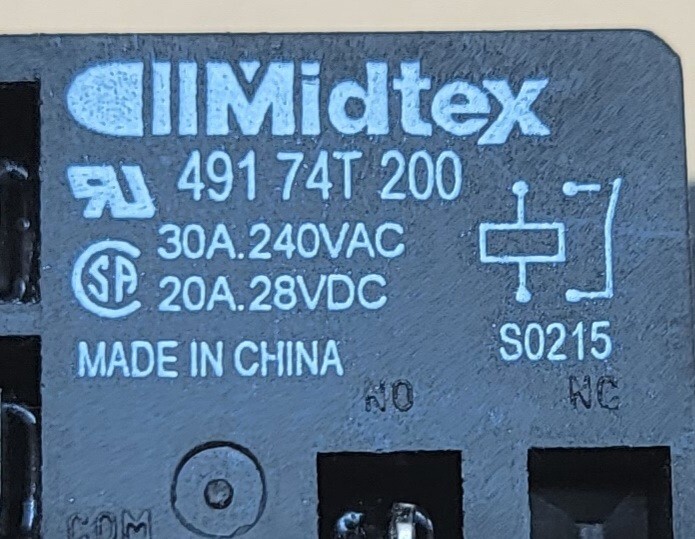 Midtex
491 74T 200
30A.240VAC
20A.28VDC
MADE IN CHINA
S0215
NO
NC
COM